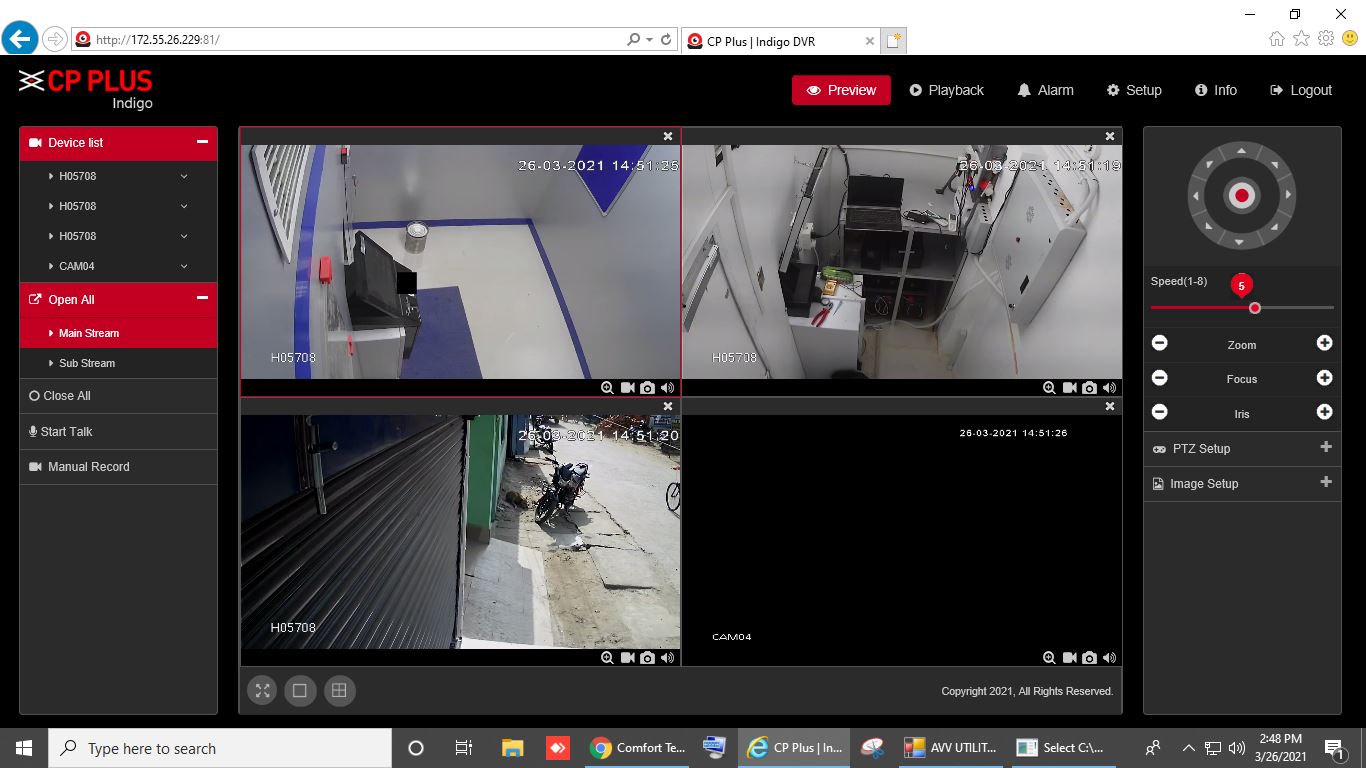 http://172.55.26.229:81/
CP Plus | Indigo DVR
CP PLUS
Indigo
Preview
Playback
Alarm
Setup
Info
Logout
Device list
H05708
H05708
H05708
CAM04
Open All
Main Stream
Sub Stream
Close All
Start Talk
Manual Record
26-03-2021 14:51:25
H05708
26-03-2021 14:51:19
H05708
26-03-2021 14:51:20
H05708
26-03-2021 14:51:26
CAM04
Copyright 2021, All Rights Reserved.
Speed(1-8)
5
Zoom
Focus
Iris
PTZ Setup
Image Setup
Type here to search
Comfort Te...
CP Plus | In...
AVV UTILIT...
Select C:\...
2:48 PM
3/26/2021
1